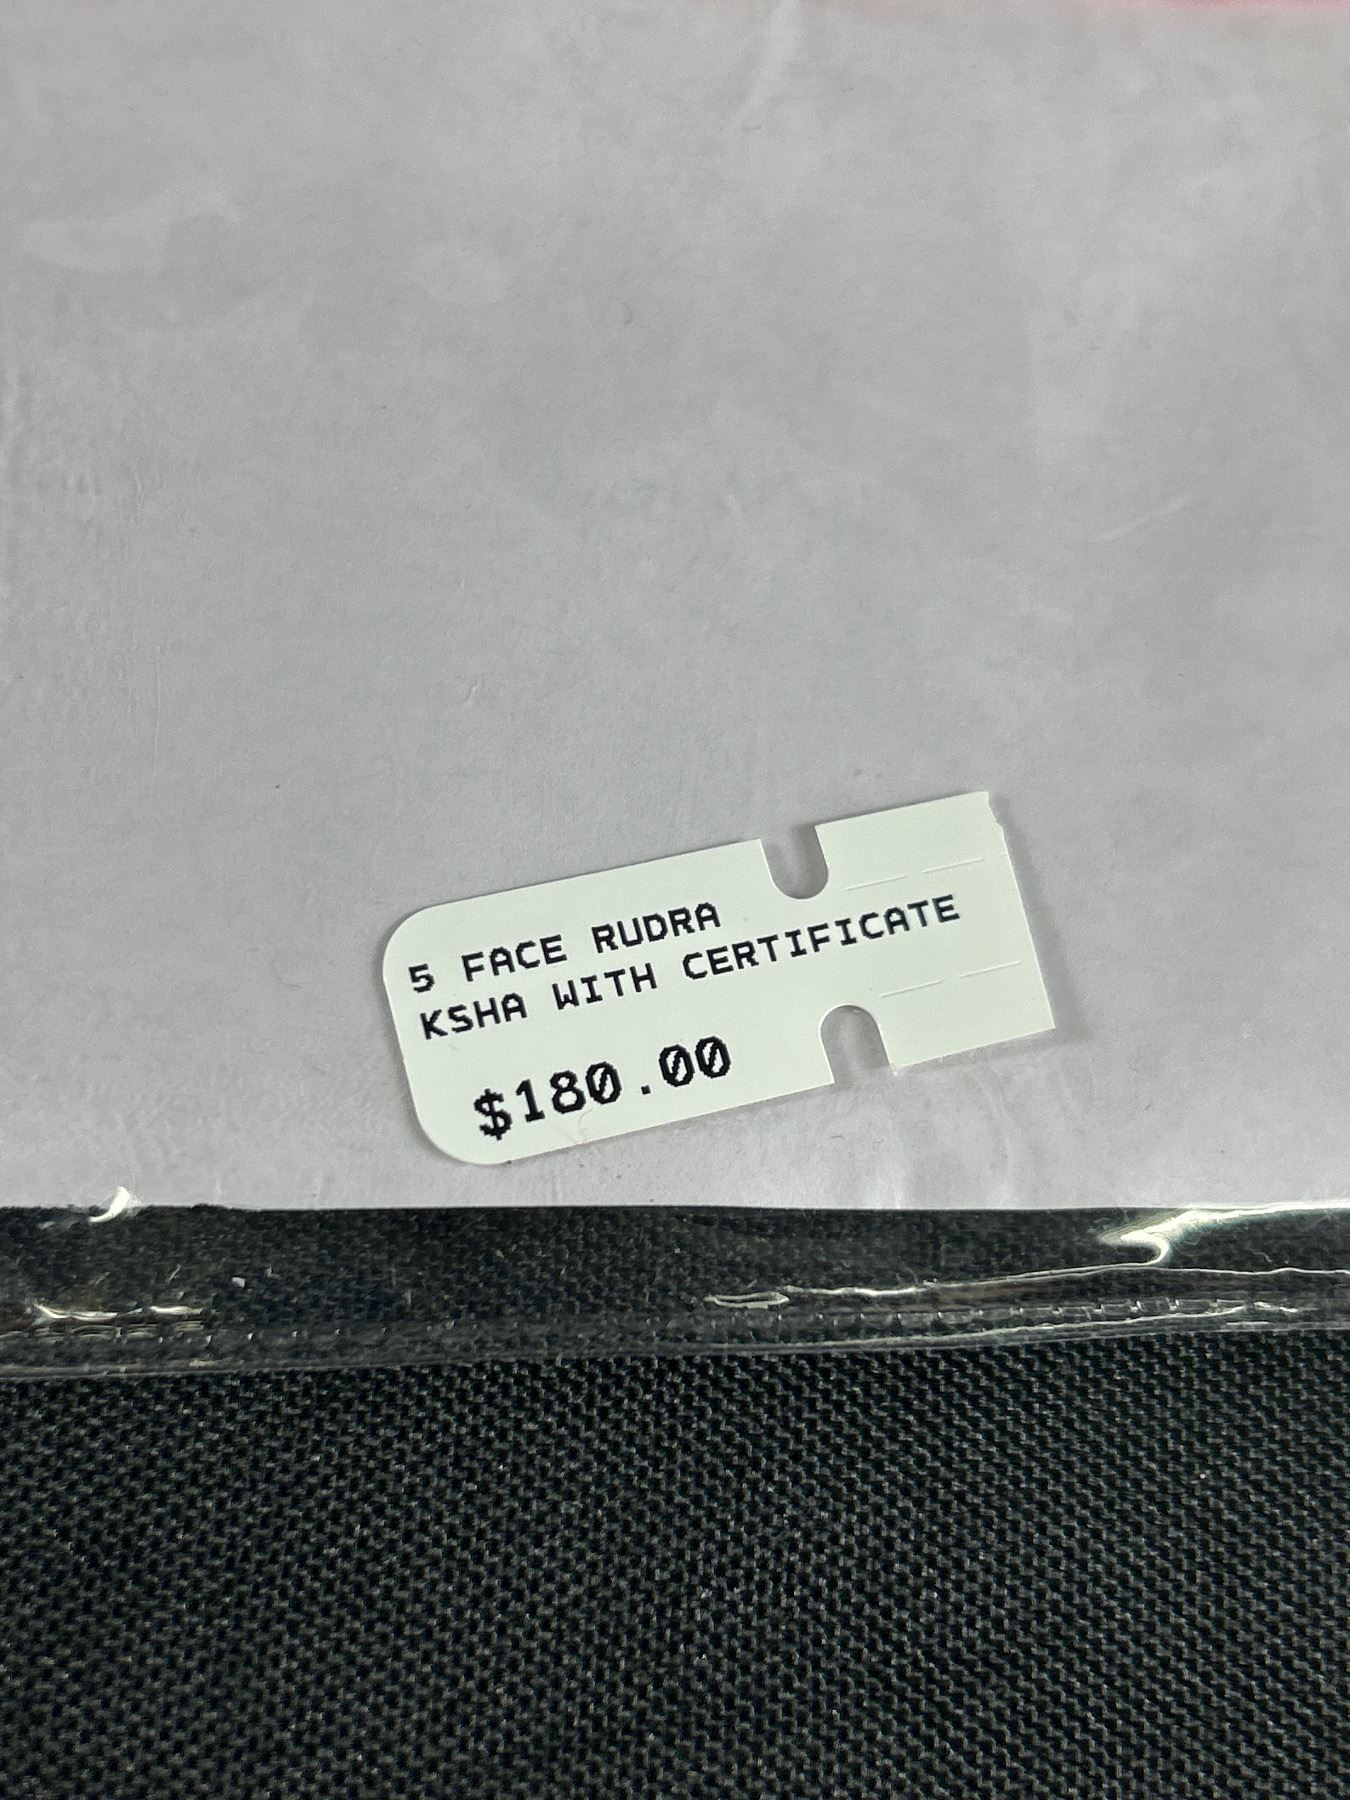 5 FACE RUDRA
KSHA WITH CERTIFICATE
$180.00